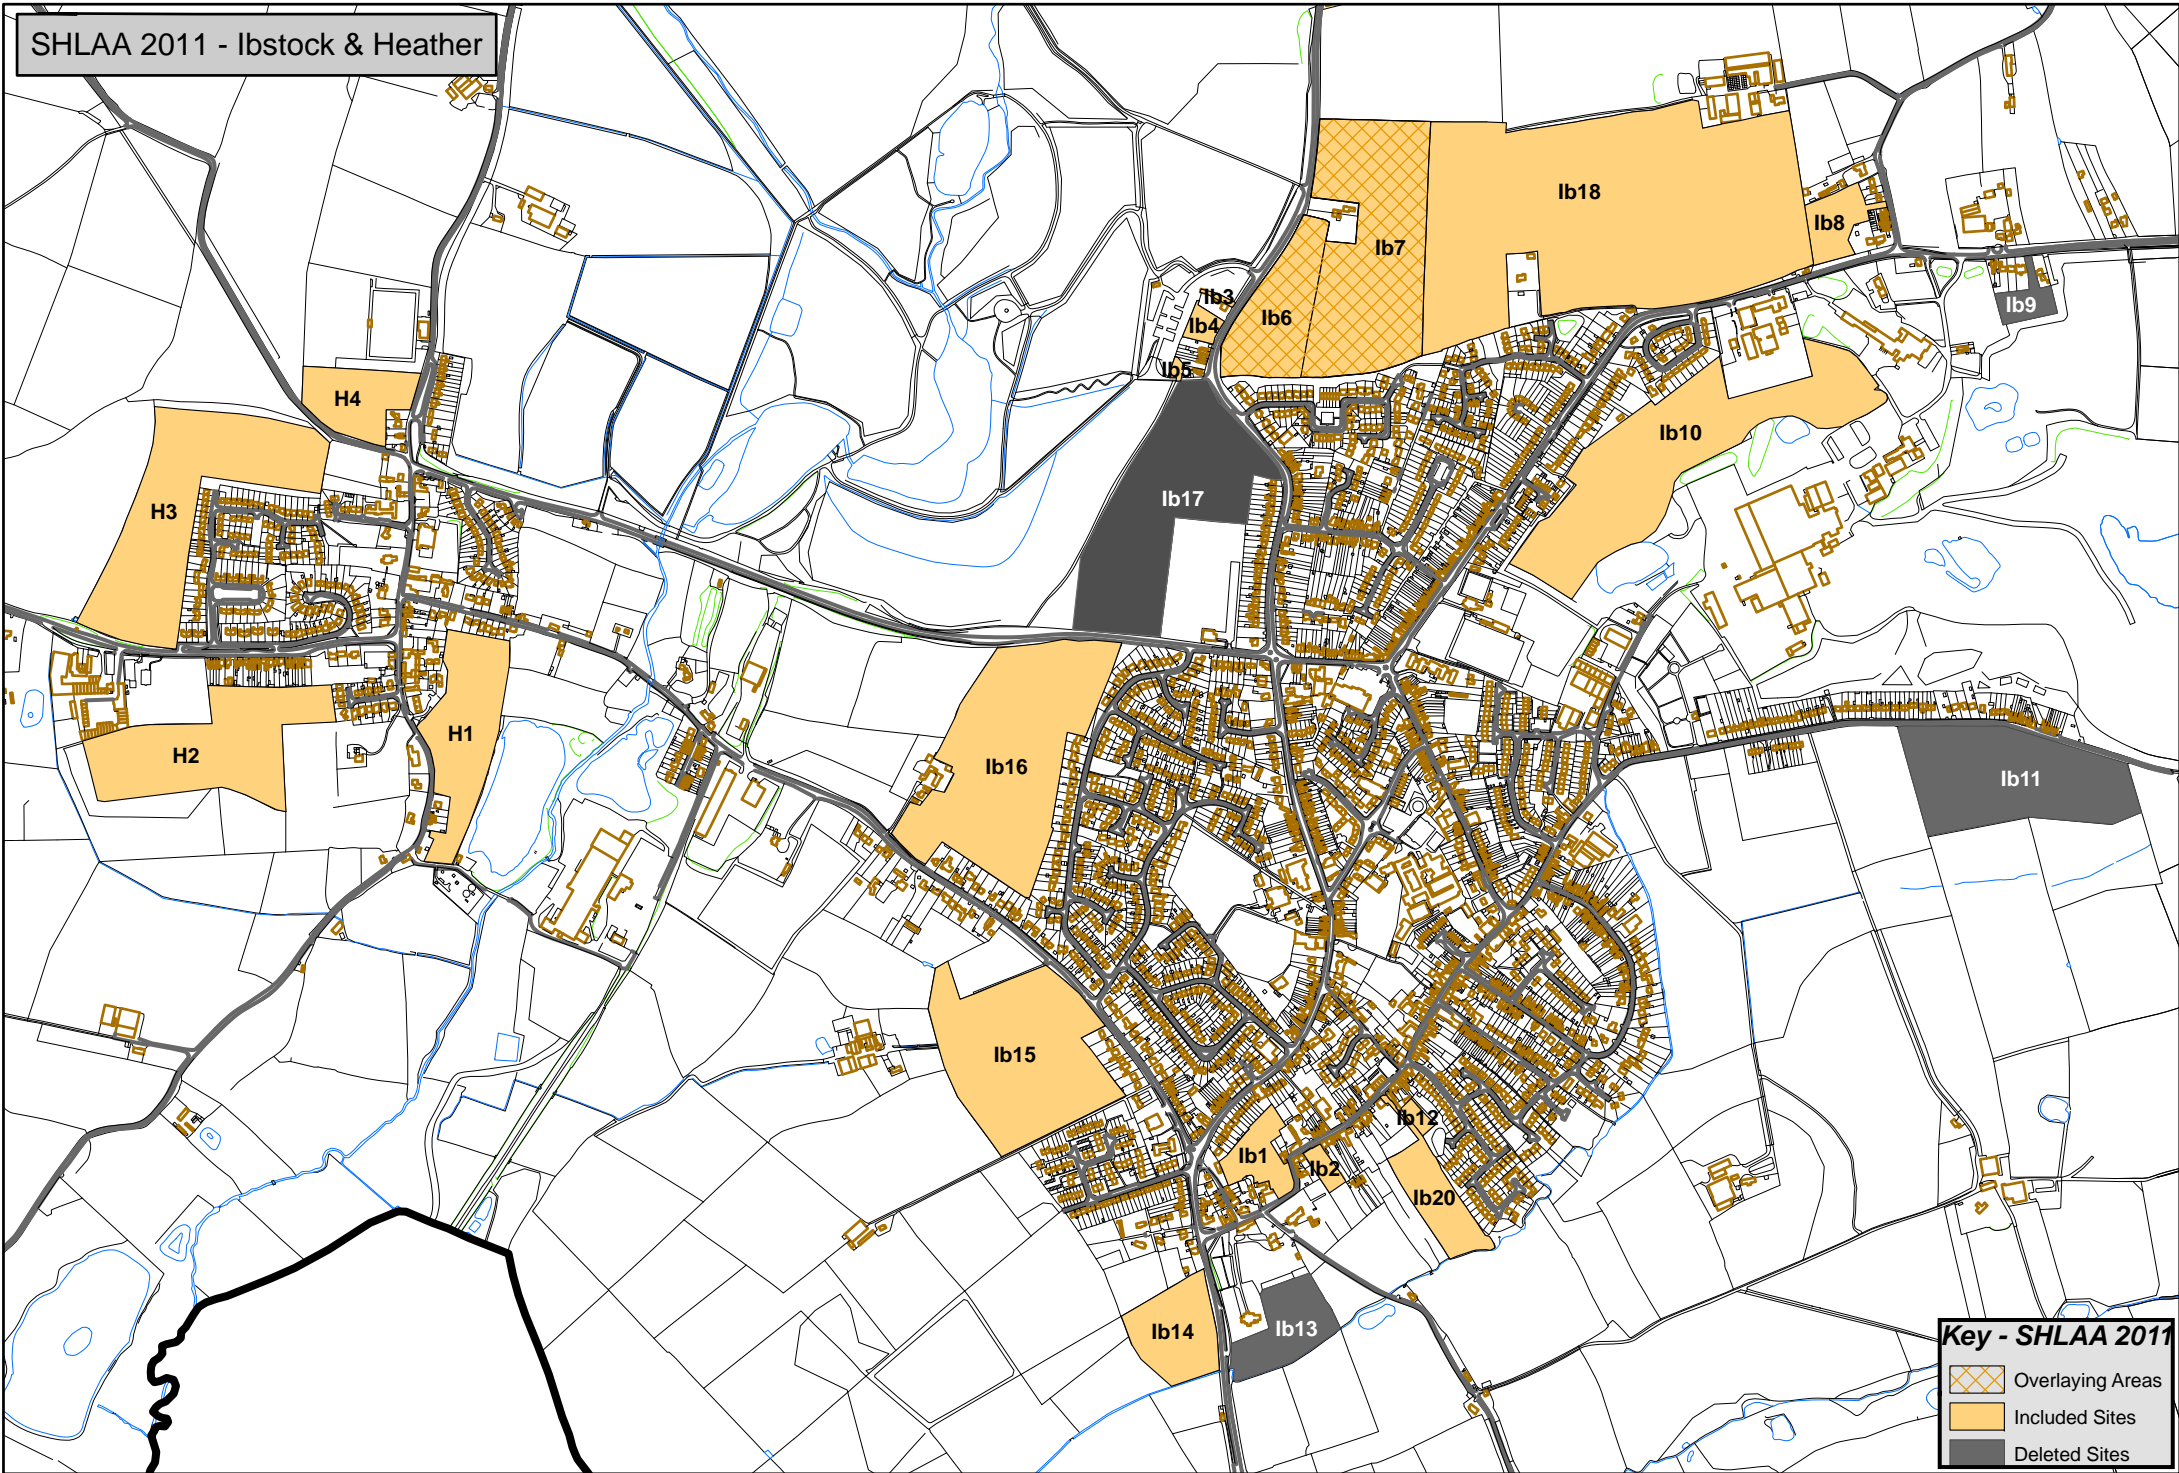 SHLAA 2011 - Ibstock & Heather
Ib18
Ib8
Ib7
Ib3
Ib9
Ib6
Ib4
Ib5
H4
Ib10
Ib17
H3
H1
H2
Ib16
Ib11
Ib15
Ib12
Ib1
Ib2
Ib20
Ib13
Ib14
Key - SHLAA 2011
Overlaying Areas
Included Sites
Deleted Sites